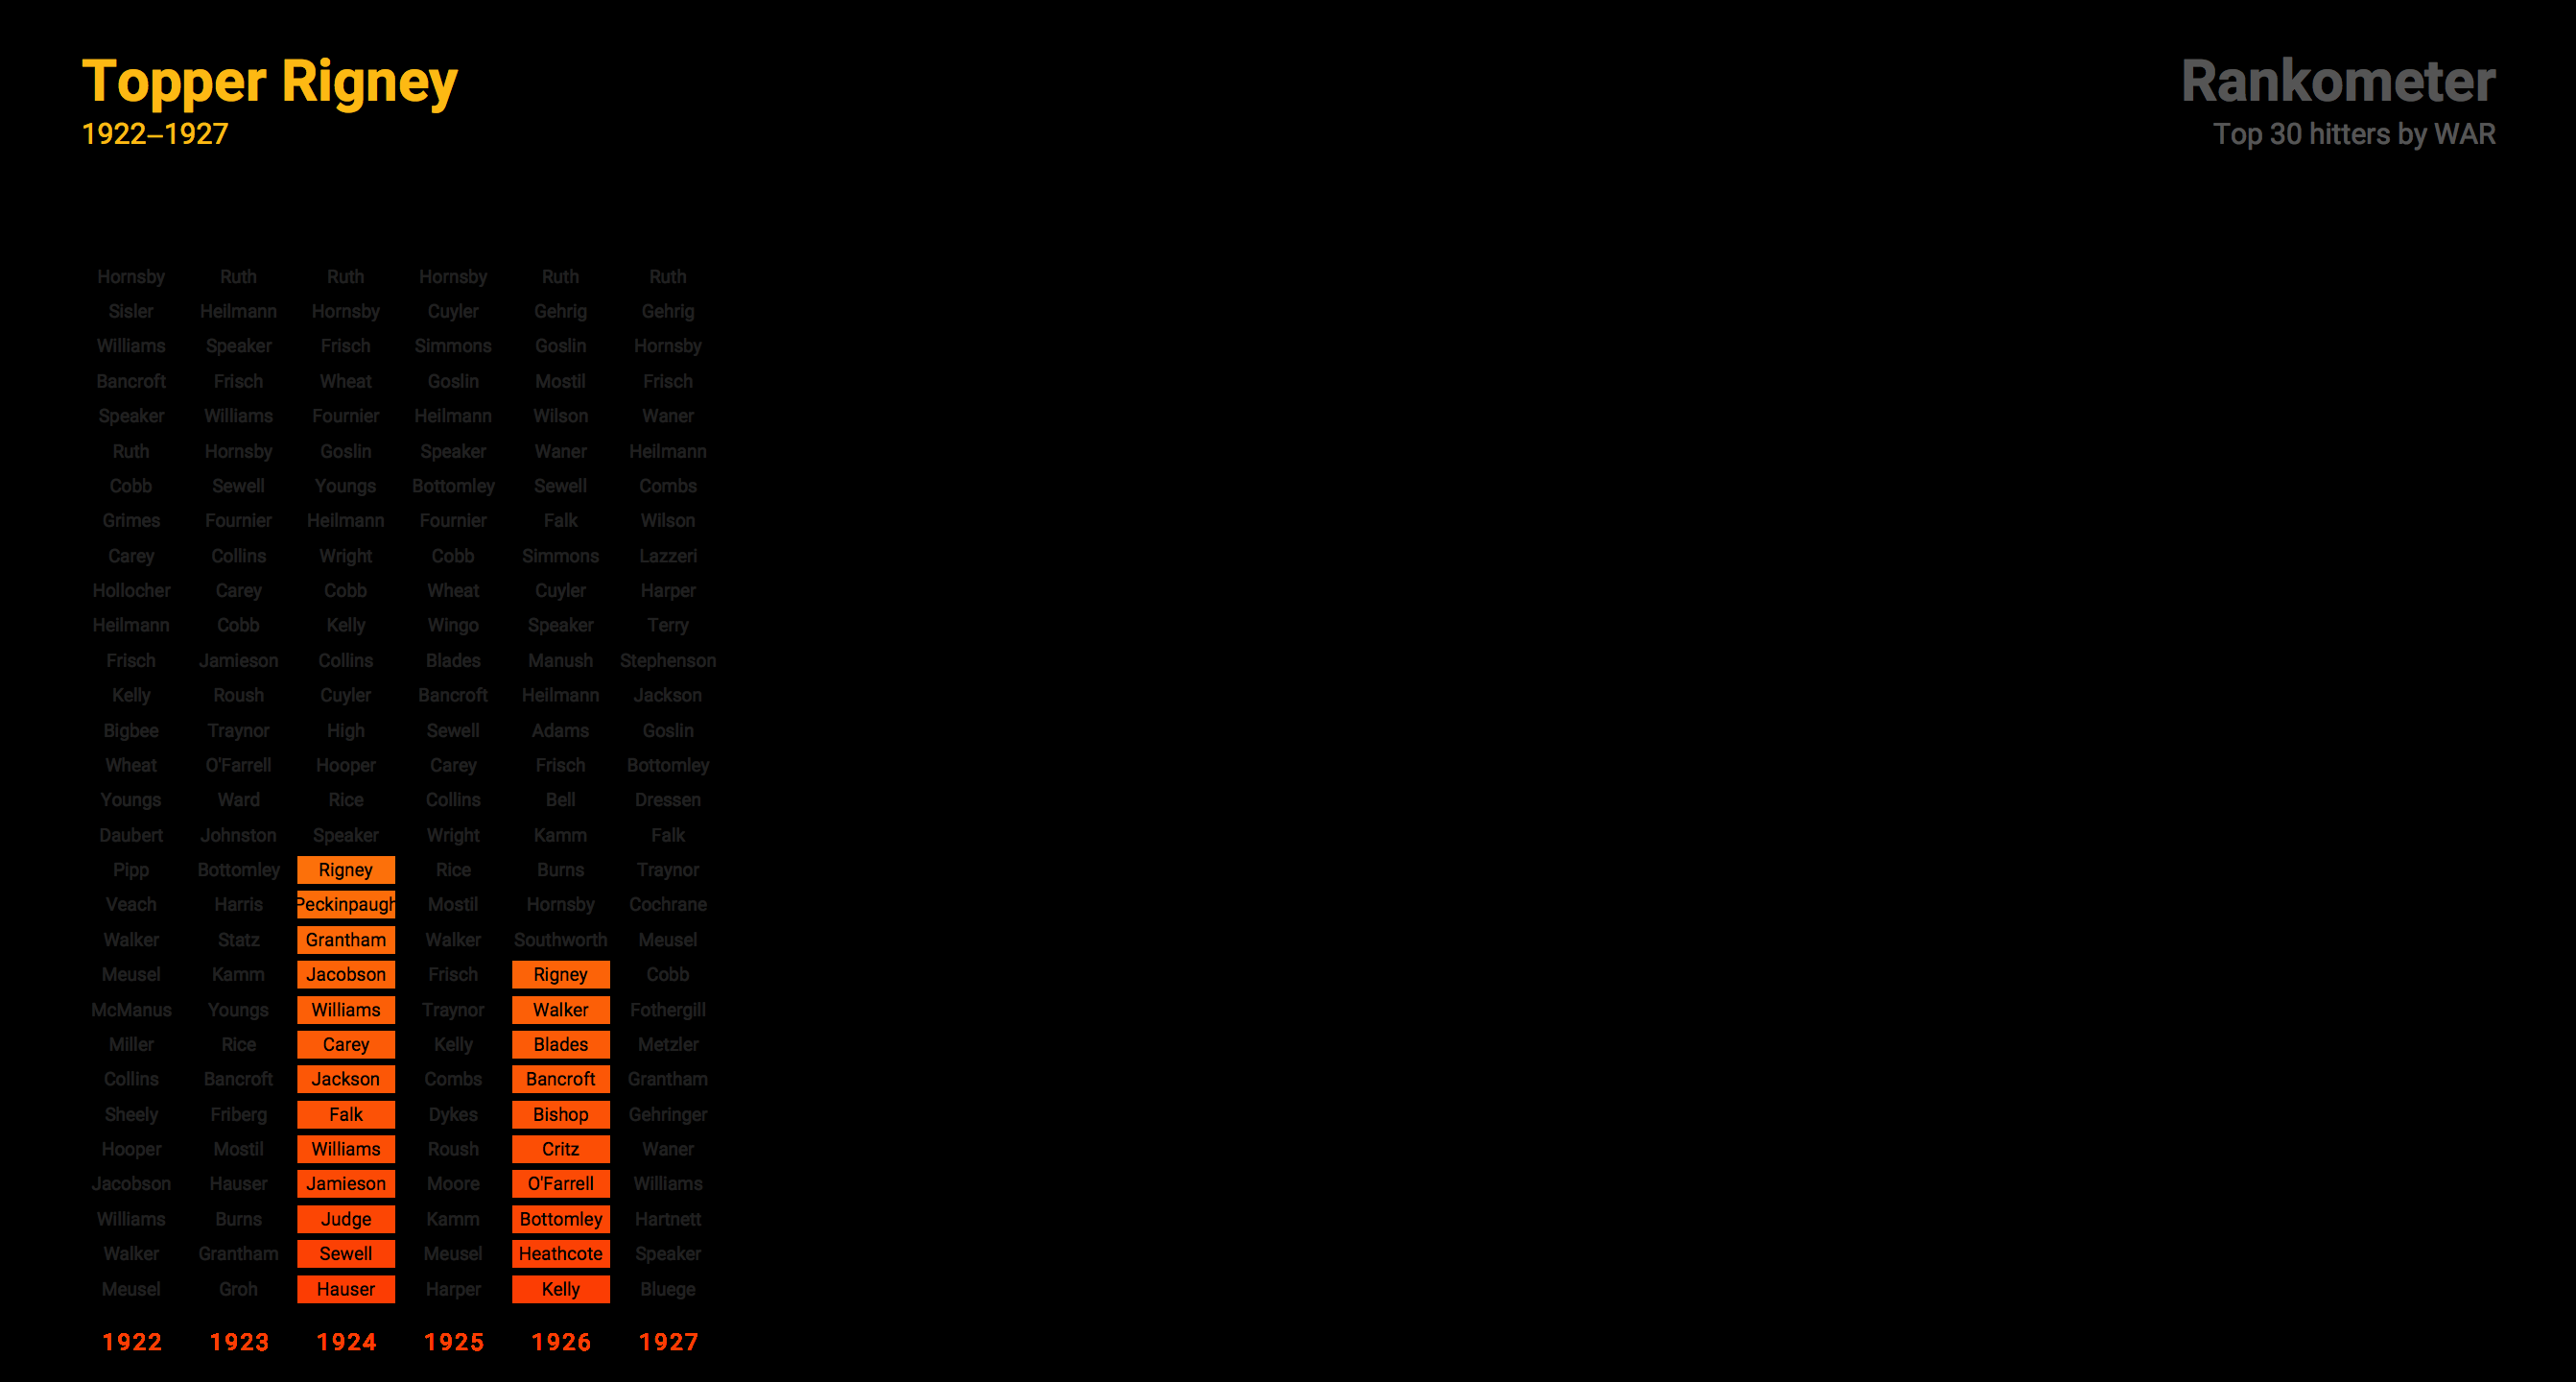 Topper Rigney
1922–1927
Rankometer
Top 30 hitters by WAR
Hornsby Ruth Ruth Hornsby Ruth Ruth
Sisler Heilmann Hornsby Cuyler Gehrig Gehrig
Williams Speaker Frisch Simmons Goslin Hornsby
Bancroft Frisch Wheat Goslin Mostil Frisch
Speaker Williams Fournier Heilmann Wilson Waner
Ruth Hornsby Goslin Speaker Waner Heilmann
Cobb Sewell Youngs Bottomley Sewell Combs
Grimes Fournier Heilmann Fournier Falk Wilson
Carey Collins Wright Cobb Simmons Lazzeri
Hollocher Carey Cobb Wheat Cuyler Harper
Heilmann Cobb Kelly Wingo Speaker Terry
Frisch Jamieson Collins Blades Manush Stephenson
Kelly Roush Cuyler Bancroft Heilmann Jackson
Bigbee Traynor High Sewell Adams Goslin
Wheat O'Farrell Hooper Carey Frisch Bottomley
Youngs Ward Rice Collins Bell Dressen
Daubert Johnston Speaker Wright Kamm Falk
Pipp Bottomley Rigney Rice Burns Traynor
Veach Harris Peckinpaugh Mostil Hornsby Cochrane
Walker Statz Grantham Walker Southworth Meusel
Meusel Kamm Jacobson Frisch Rigney Cobb
McManus Youngs Williams Traynor Walker Fothergill
Miller Rice Carey Kelly Blades Metzler
Collins Bancroft Jackson Combs Bancroft Grantham
Sheely Friberg Falk Dykes Bishop Gehringer
Hooper Mostil Williams Roush Critz Waner
Jacobson Hauser Jamieson Moore O'Farrell Williams
Williams Burns Judge Kamm Bottomley Hartnett
Walker Grantham Sewell Meusel Heathcote Speaker
Meusel Groh Hauser Harper Kelly Bluege
1922 1923 1924 1925 1926 1927